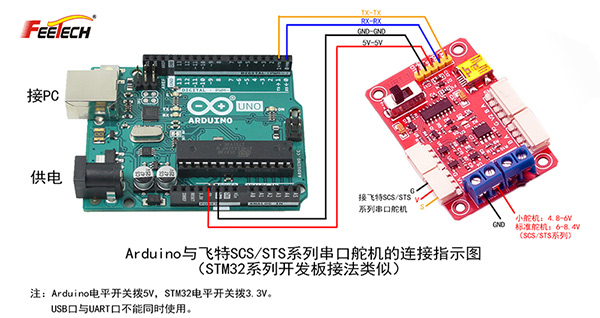 FEETECH
TX-TX
RX-RX
GND-GND
5V-5V
接PC
供电
UNO
ARDUINO
接飞特SCS/STS
系列串口舵机
G
V
S
GND
小舵机：4.8-6V
标准舵机：6-8.4V
（SCS/STS系列）
Arduino与飞特SCS/STS系列串口舵机的连接指示图
（STM32系列开发板接法类似）
注：Arduino电平开关拨5V，STM32电平开关拨3.3V。
USB口与UART口不能同时使用。